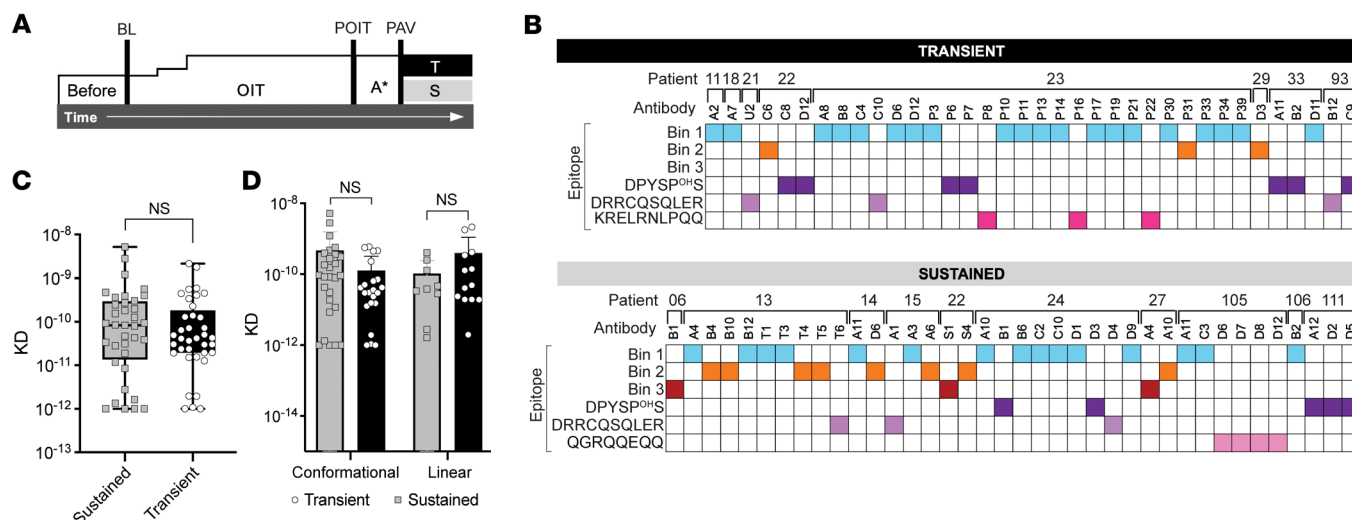 A
BL
POIT
PAV
Before
OIT
A*
T
S
Time
B
TRANSIENT
Patient 11 18 21 22 23 29 33 93
Antibody A2 A7 U2 C6 C8 D12 A8 B8 C4 C10 D6 D12 P3 P6 P7 P8 P10 P11 P13 P14 P16 P17 P19 P21 P22 P30 P31 P33 P34 P39 D3 A11 B2 D11 B12 C9
Epitope
Bin 1
Bin 2
Bin 3
DPYSPᴼᴴS
DRRCQSQLER
KRELRNLPQQ
SUSTAINED
Patient 06 13 14 15 22 24 27 105 106 111
Antibody B1 A4 B4 B10 B12 T1 T3 T4 T5 T6 A11 D6 A1 A3 A6 S1 S4 A10 B1 B6 C2 C10 D1 D3 D4 D9 A4 A10 A11 C3 D6 D7 D8 D12 B2 A12 D2 D5
Epitope
Bin 1
Bin 2
Bin 3
DPYSPᴼᴴS
DRRCQSQLER
QGRQQEQQ
C
NS
KD
10⁻⁸
10⁻⁹
10⁻¹⁰
10⁻¹¹
10⁻¹²
10⁻¹³
Sustained
Transient
D
NS
NS
KD
10⁻⁸
10⁻¹⁰
10⁻¹²
10⁻¹⁴
Conformational
Linear
Transient
Sustained